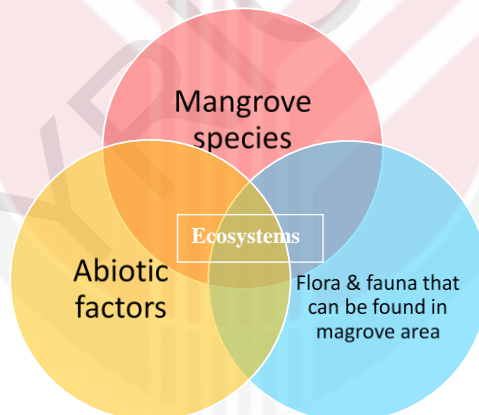 Mangrove
species
Ecosystems
Abiotic
factors
Flora & fauna that
can be found in
magrove area